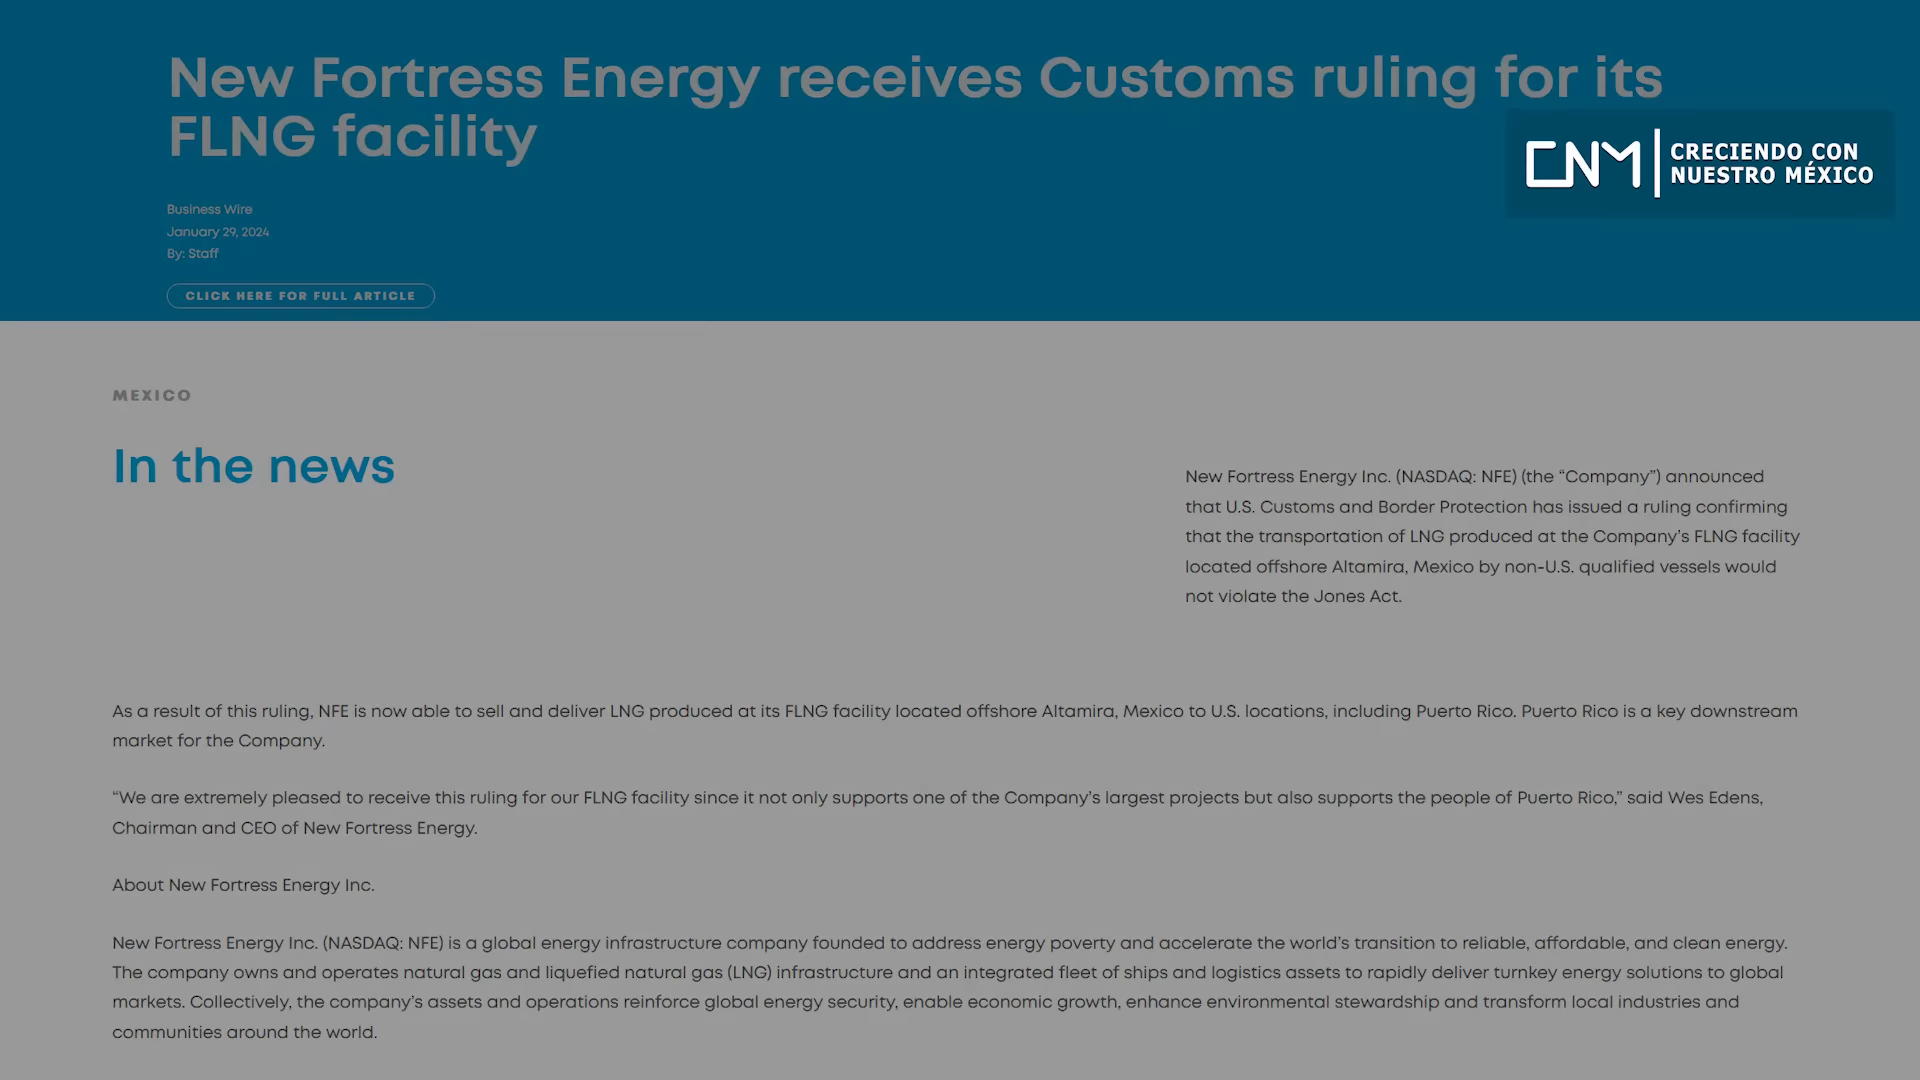 New Fortress Energy receives Customs ruling for its
FLNG facility
CNM
CRECIENDO CON
NUESTRO MÉXICO
Business Wire
January 29, 2024
By: Staff
CLICK HERE FOR FULL ARTICLE
MEXICO
In the news
New Fortress Energy Inc. (NASDAQ: NFE) (the “Company”) announced
that U.S. Customs and Border Protection has issued a ruling confirming
that the transportation of LNG produced at the Company’s FLNG facility
located offshore Altamira, Mexico by non-U.S. qualified vessels would
not violate the Jones Act.
As a result of this ruling, NFE is now able to sell and deliver LNG produced at its FLNG facility located offshore Altamira, Mexico to U.S. locations, including Puerto Rico. Puerto Rico is a key downstream
market for the Company.
“We are extremely pleased to receive this ruling for our FLNG facility since it not only supports one of the Company’s largest projects but also supports the people of Puerto Rico,” said Wes Edens,
Chairman and CEO of New Fortress Energy.
About New Fortress Energy Inc.
New Fortress Energy Inc. (NASDAQ: NFE) is a global energy infrastructure company founded to address energy poverty and accelerate the world’s transition to reliable, affordable, and clean energy.
The company owns and operates natural gas and liquefied natural gas (LNG) infrastructure and an integrated fleet of ships and logistics assets to rapidly deliver turnkey energy solutions to global
markets. Collectively, the company’s assets and operations reinforce global energy security, enable economic growth, enhance environmental stewardship and transform local industries and
communities around the world.